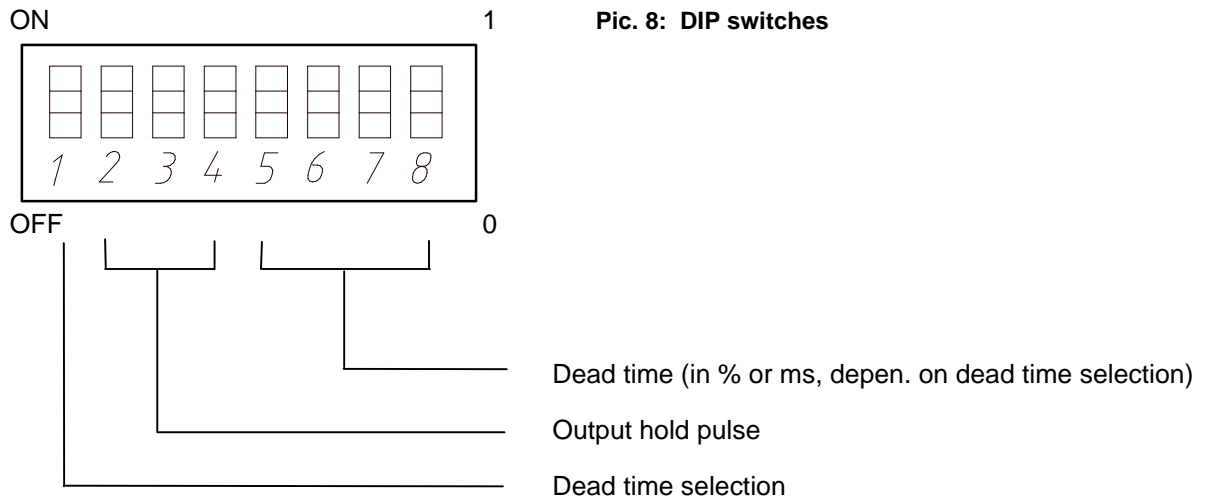 ON 1 Pic. 8: DIP switches
1 2 3 4 5 6 7 8
OFF 0
Dead time (in % or ms, depen. on dead time selection)
Output hold pulse
Dead time selection